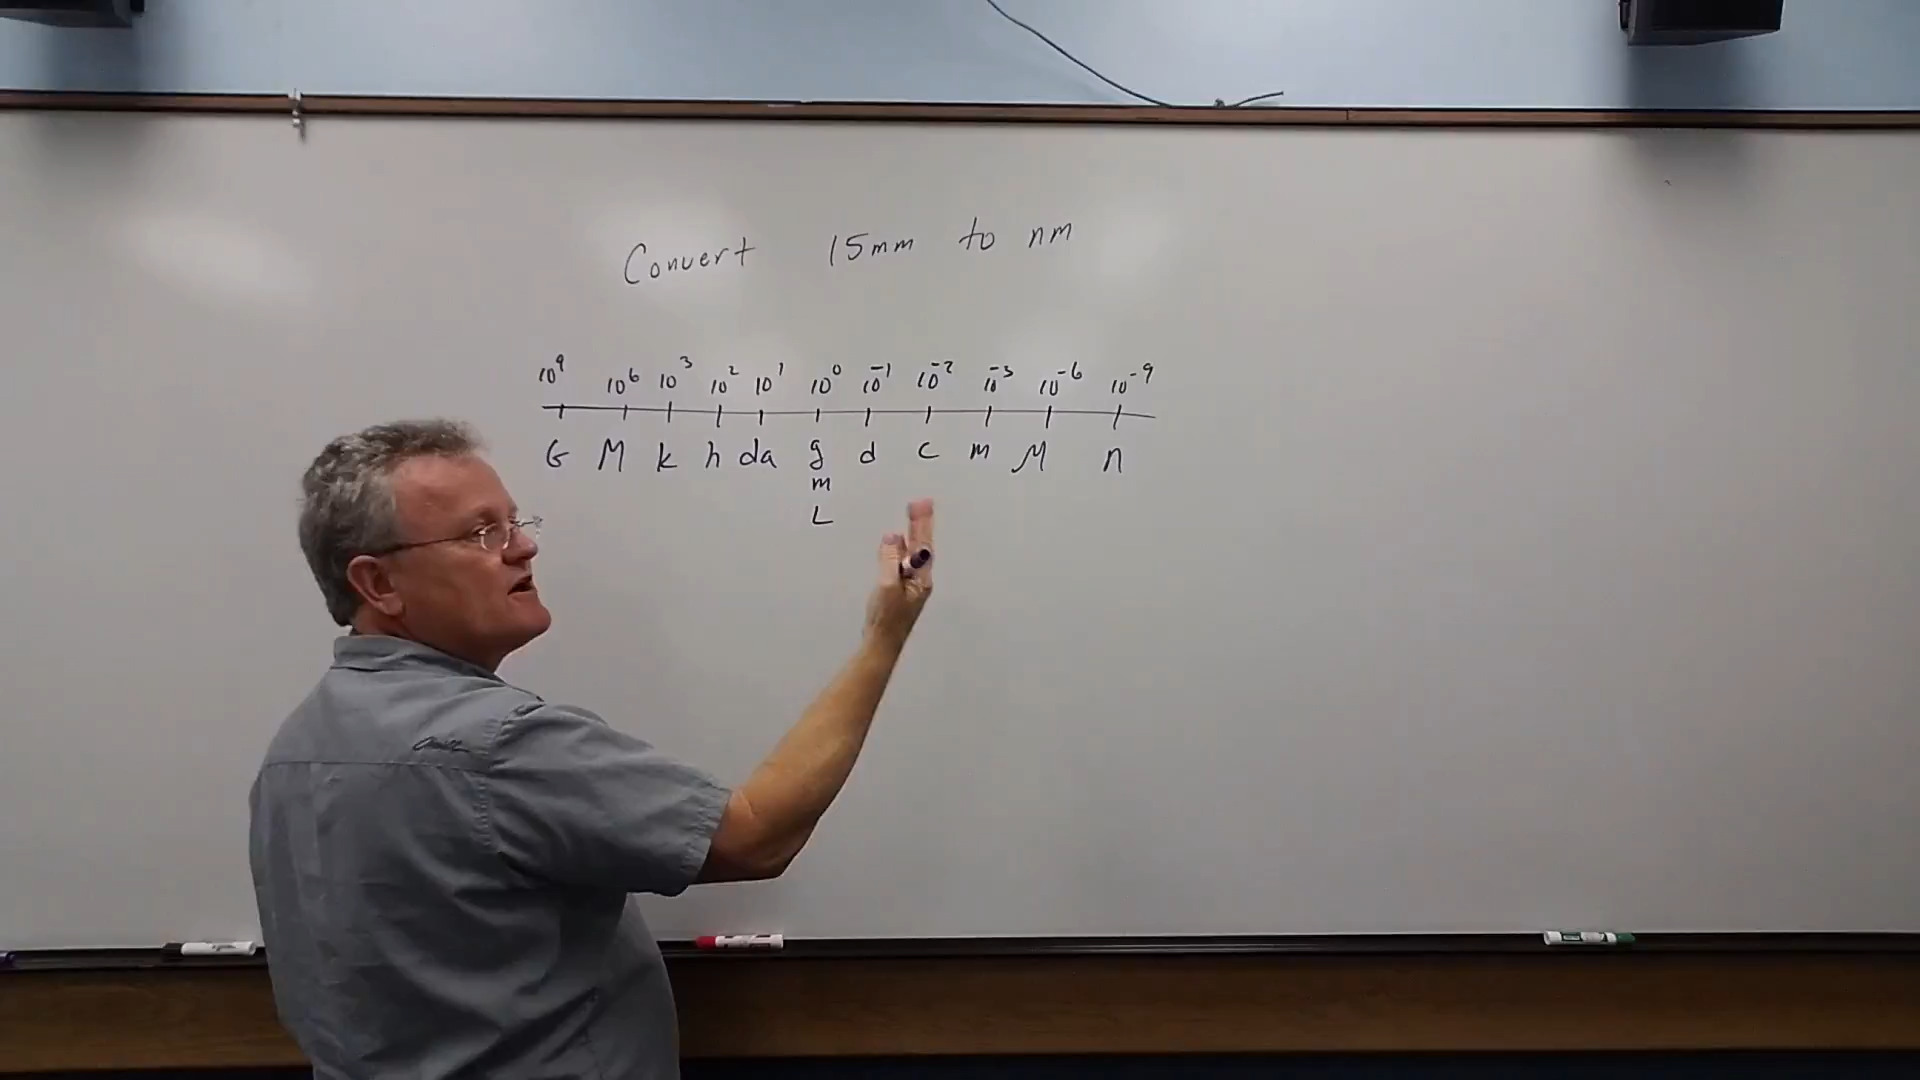 Convert 15mm to nm
10⁹ 10⁶ 10³ 10² 10¹ 10⁰ 10⁻¹ 10⁻² 10⁻³ 10⁻⁶ 10⁻⁹
G M k h da g d c m μ n
m
L